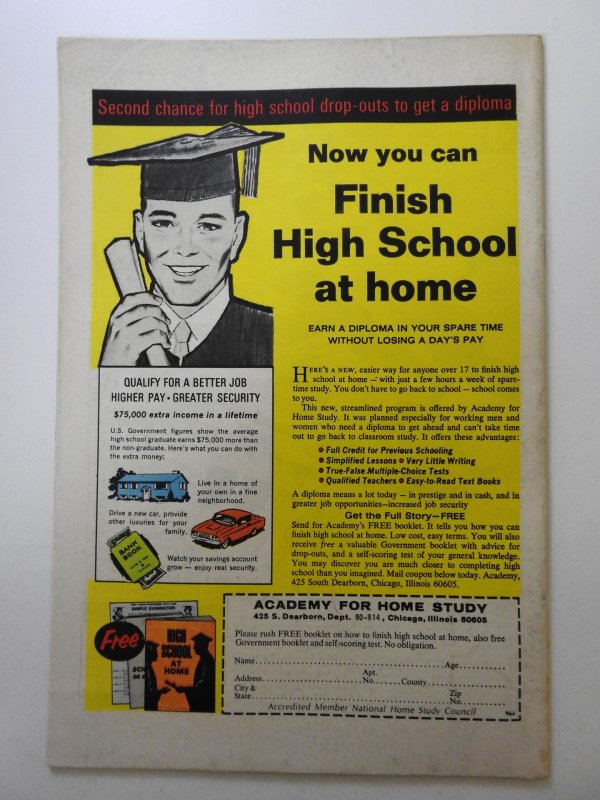 Second chance for high school drop-outs to get a diploma
Now you can
Finish
High School
at home
EARN A DIPLOMA IN YOUR SPARE TIME
WITHOUT LOSING A DAY'S PAY
QUALIFY FOR A BETTER JOB
HIGHER PAY • GREATER SECURITY
$75,000 extra income in a lifetime
U.S. Government figures show the average
high school graduate earns $75,000 more than
the non-graduate. Here's what you can do with
the extra money:
Live in a home of
your own in a fine
neighborhood.
Drive a new car, provide
other luxuries for your
family.
BANK
BOOK
Watch your savings account
grow — enjoy real security.
HERE'S A NEW, easier way for anyone over 17 to finish high
school at home — with just a few hours a week of spare-
time study. You don't have to go back to school — school comes
to you.
This new, streamlined program is offered by Academy for
Home Study. It was planned especially for working men and
women who need a diploma to get ahead and can't take time
out to go back to classroom study. It offers these advantages:
• Full Credit for Previous Schooling
• Simplified Lessons • Very Little Writing
• True-False Multiple-Choice Tests
• Qualified Teachers • Easy-to-Read Text Books
A diploma means a lot today — in prestige and in cash, and in
greater job opportunities—increased job security
Get the Full Story—FREE
Send for Academy's FREE booklet. It tells you how you can
finish high school at home. Low cost, easy terms. You will also
receive free a valuable Government booklet with advice for
drop-outs, and a self-scoring test of your general knowledge.
You may discover you are much closer to completing high
school than you imagined. Mail coupon below today. Academy,
425 South Dearborn, Chicago, Illinois 60605.
Free
SAMPLE EXAMINATION
HIGH
SCHOOL
AT
HOME
ACADEMY FOR HOME STUDY
425 S. Dearborn, Dept. 90-914, Chicago, Illinois 60605
Please rush FREE booklet on how to finish high school at home, also free
Government booklet and self-scoring test. No obligation.
Name Age
Address Apt. No. County
City & State Zip No.
Accredited Member National Home Study Council
964